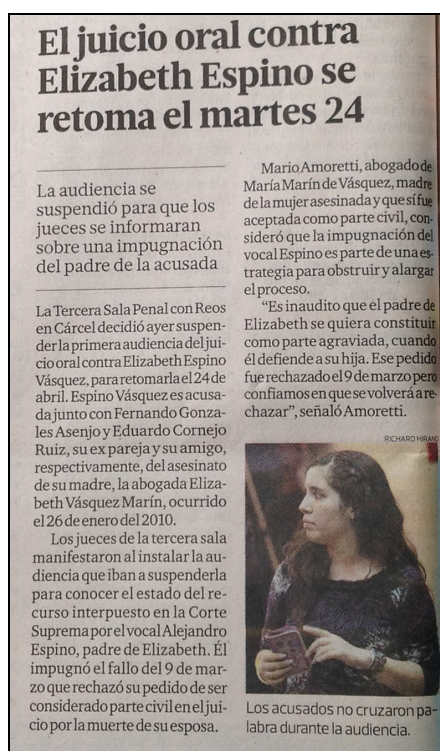 El juicio oral contra
Elizabeth Espino se
retoma el martes 24
La audiencia se
suspendió para que los
jueces se informaran
sobre una impugnación
del padre de la acusada
La Tercera Sala Penal con Reos
en Cárcel decidió ayer suspen-
der la primera audiencia del jui-
cio oral contra Elizabeth Espino
Vásquez, para retomarla el 24 de
abril. Espino Vásquez es acusa-
da junto con Fernando Gonza-
les Asenjo y Eduardo Cornejo
Ruiz, su ex pareja y su amigo,
respectivamente, del asesinato
de su madre, la abogada Eliza-
beth Vásquez Marín, ocurrido
el 26 de enero del 2010.
Los jueces de la tercera sala
manifestaron al instalar la au-
diencia que iban a suspenderla
para conocer el estado del re-
curso interpuesto en la Corte
Suprema por el vocal Alejandro
Espino, padre de Elizabeth. Él
impugnó el fallo del 9 de mar-
zo que rechazó su pedido de ser
considerado parte civil en el jui-
cio por la muerte de su esposa.
Mario Amoretti, abogado de
María Marín de Vásquez, madre
de la mujer asesinada y que sí fue
aceptada como parte civil, con-
sideró que la impugnación del
vocal Espino es parte de una es-
trategia para obstruir y alargar
el proceso.
“Es inaudito que el padre de
Elizabeth se quiera constituir
como parte agraviada, cuando
él defiende a su hija. Ese pedido
fue rechazado el 9 de marzo pero
confiamos en que se volverá a re-
chazar”, señaló Amoretti.
RICHARD HIRANO
Los acusados no cruzaron pa-
labra durante la audiencia.